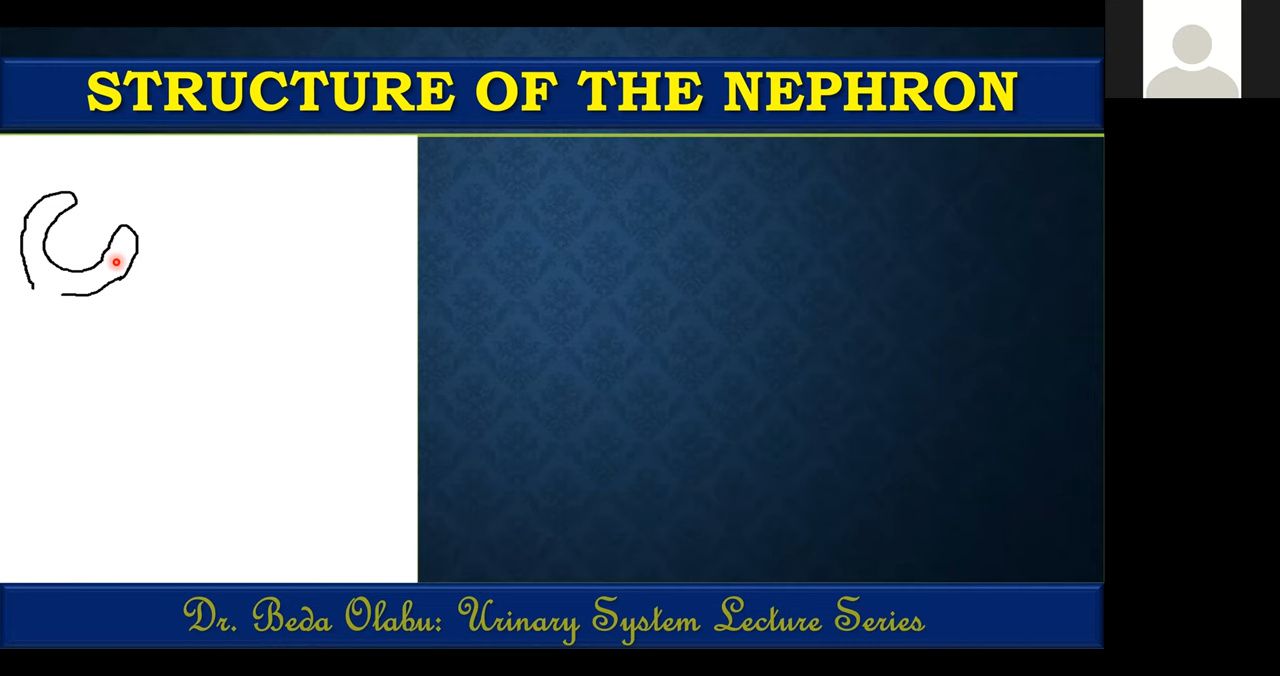 STRUCTURE OF THE NEPHRON
Dr. Beda Olabu: Urinary System Lecture Series